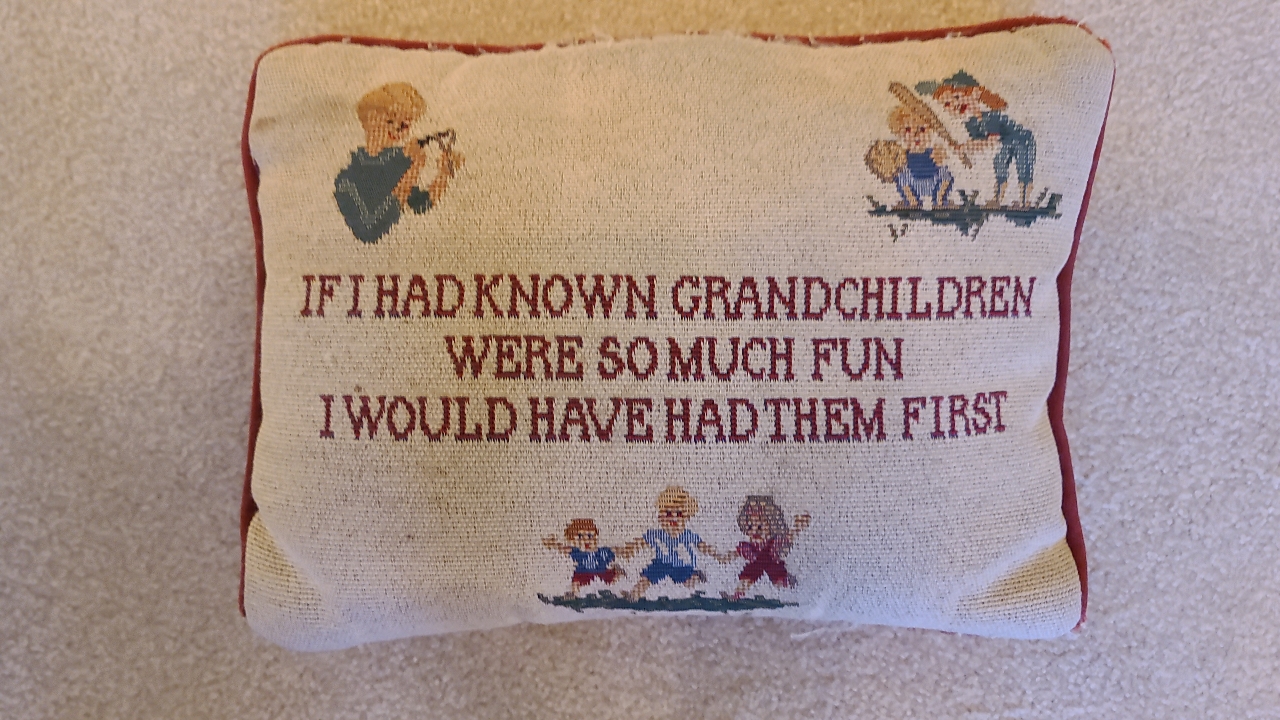 IF I HAD KNOWN GRANDCHILDREN
WERE SO MUCH FUN
I WOULD HAVE HAD THEM FIRST